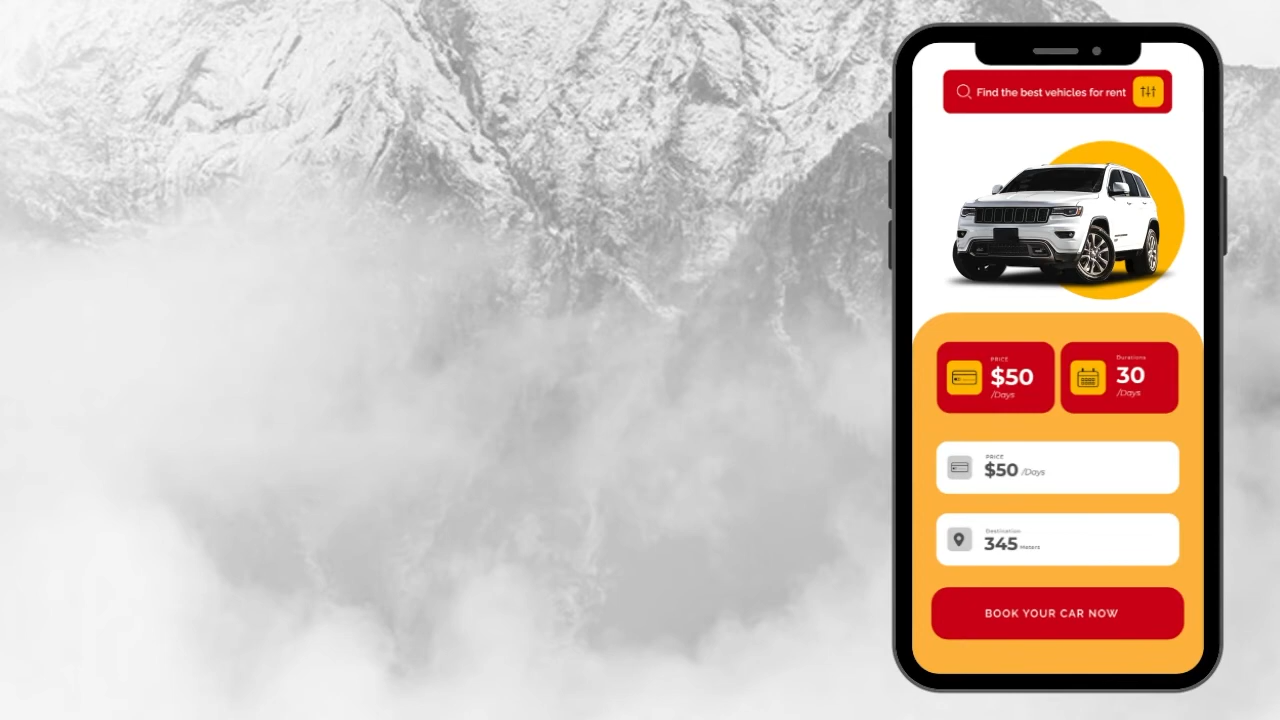 Find the best vehicles for rent
PRICE
$50
/Days
Durations
30
/Days
PRICE
$50 /Days
Destination
345 Meters
BOOK YOUR CAR NOW